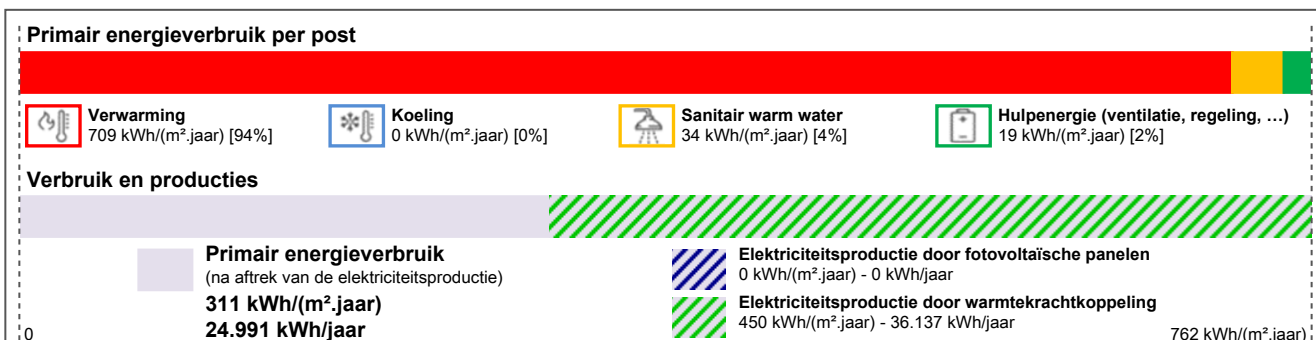 Primair energieverbruik per post
Verwarming
709 kWh/(m².jaar) [94%]
Koeling
0 kWh/(m².jaar) [0%]
Sanitair warm water
34 kWh/(m².jaar) [4%]
Hulpenergie (ventilatie, regeling, …)
19 kWh/(m².jaar) [2%]
Verbruik en producties
Primair energieverbruik
(na aftrek van de elektriciteitsproductie)
311 kWh/(m².jaar)
24.991 kWh/jaar
Elektriciteitsproductie door fotovoltaïsche panelen
0 kWh/(m².jaar) - 0 kWh/jaar
Elektriciteitsproductie door warmtekrachtkoppeling
450 kWh/(m².jaar) - 36.137 kWh/jaar
0
762 kWh/(m².jaar)